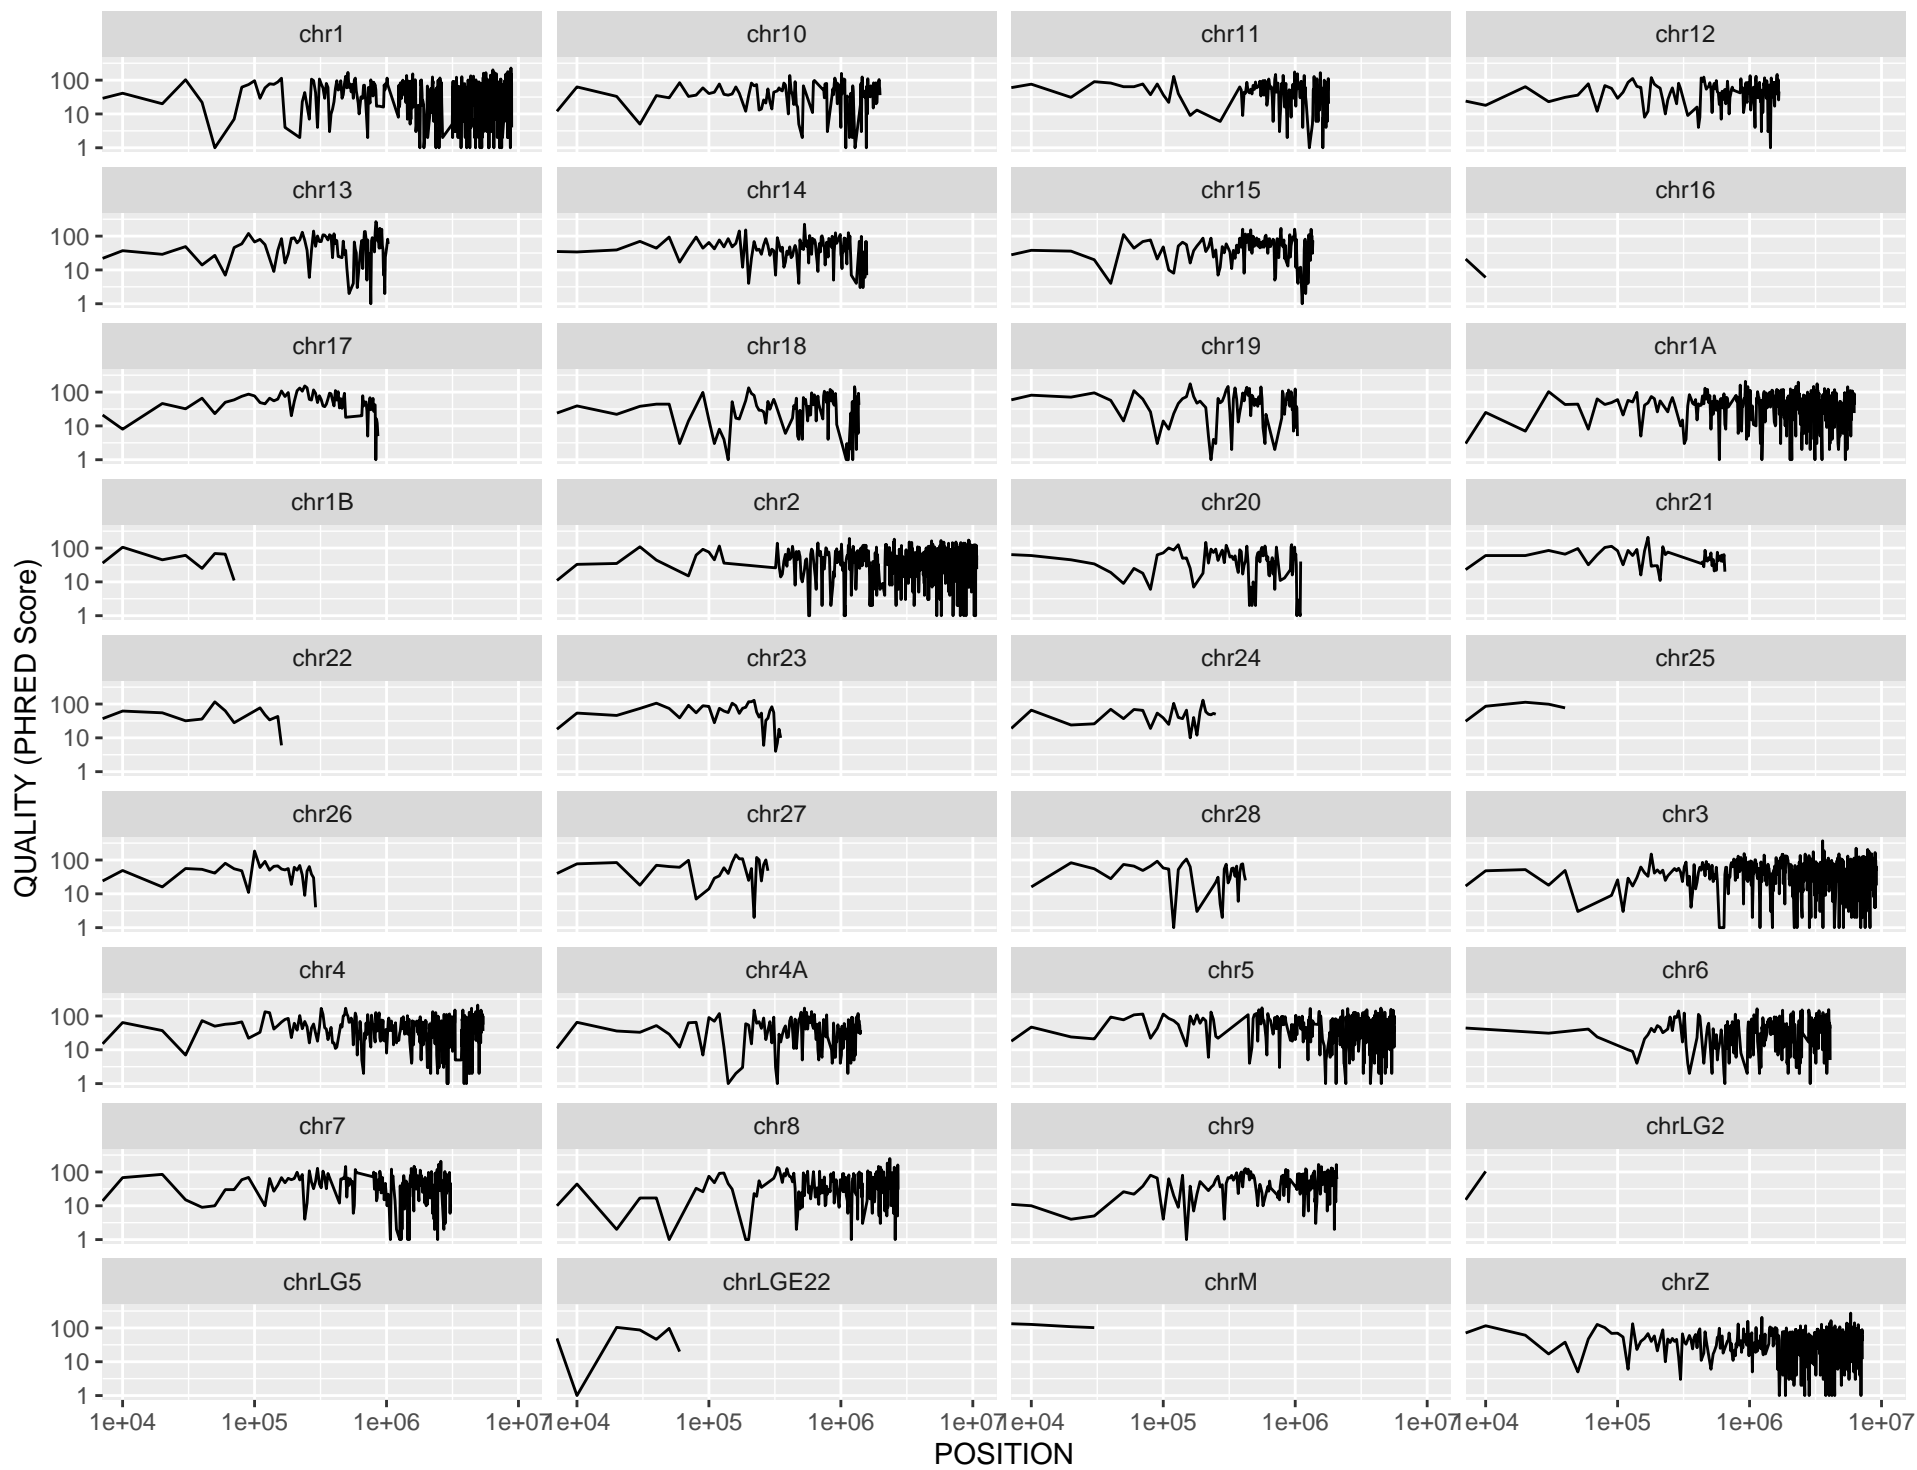 chr1 chr10 chr11 chr12
100
10
1
chr13 chr14 chr15 chr16
100
10
1
chr17 chr18 chr19 chr1A
100
10
1
chr1B chr2 chr20 chr21
100
10
1
chr22 chr23 chr24 chr25
100
10
1
chr26 chr27 chr28 chr3
100
10
1
chr4 chr4A chr5 chr6
100
10
1
chr7 chr8 chr9 chrLG2
100
10
1
chrLG5 chrLGE22 chrM chrZ
100
10
1
1e+04 1e+05 1e+06 1e+07 1e+04 1e+05 1e+06 1e+07 1e+04 1e+05 1e+06 1e+07 1e+04 1e+05 1e+06 1e+07
POSITION
QUALITY (PHRED Score)